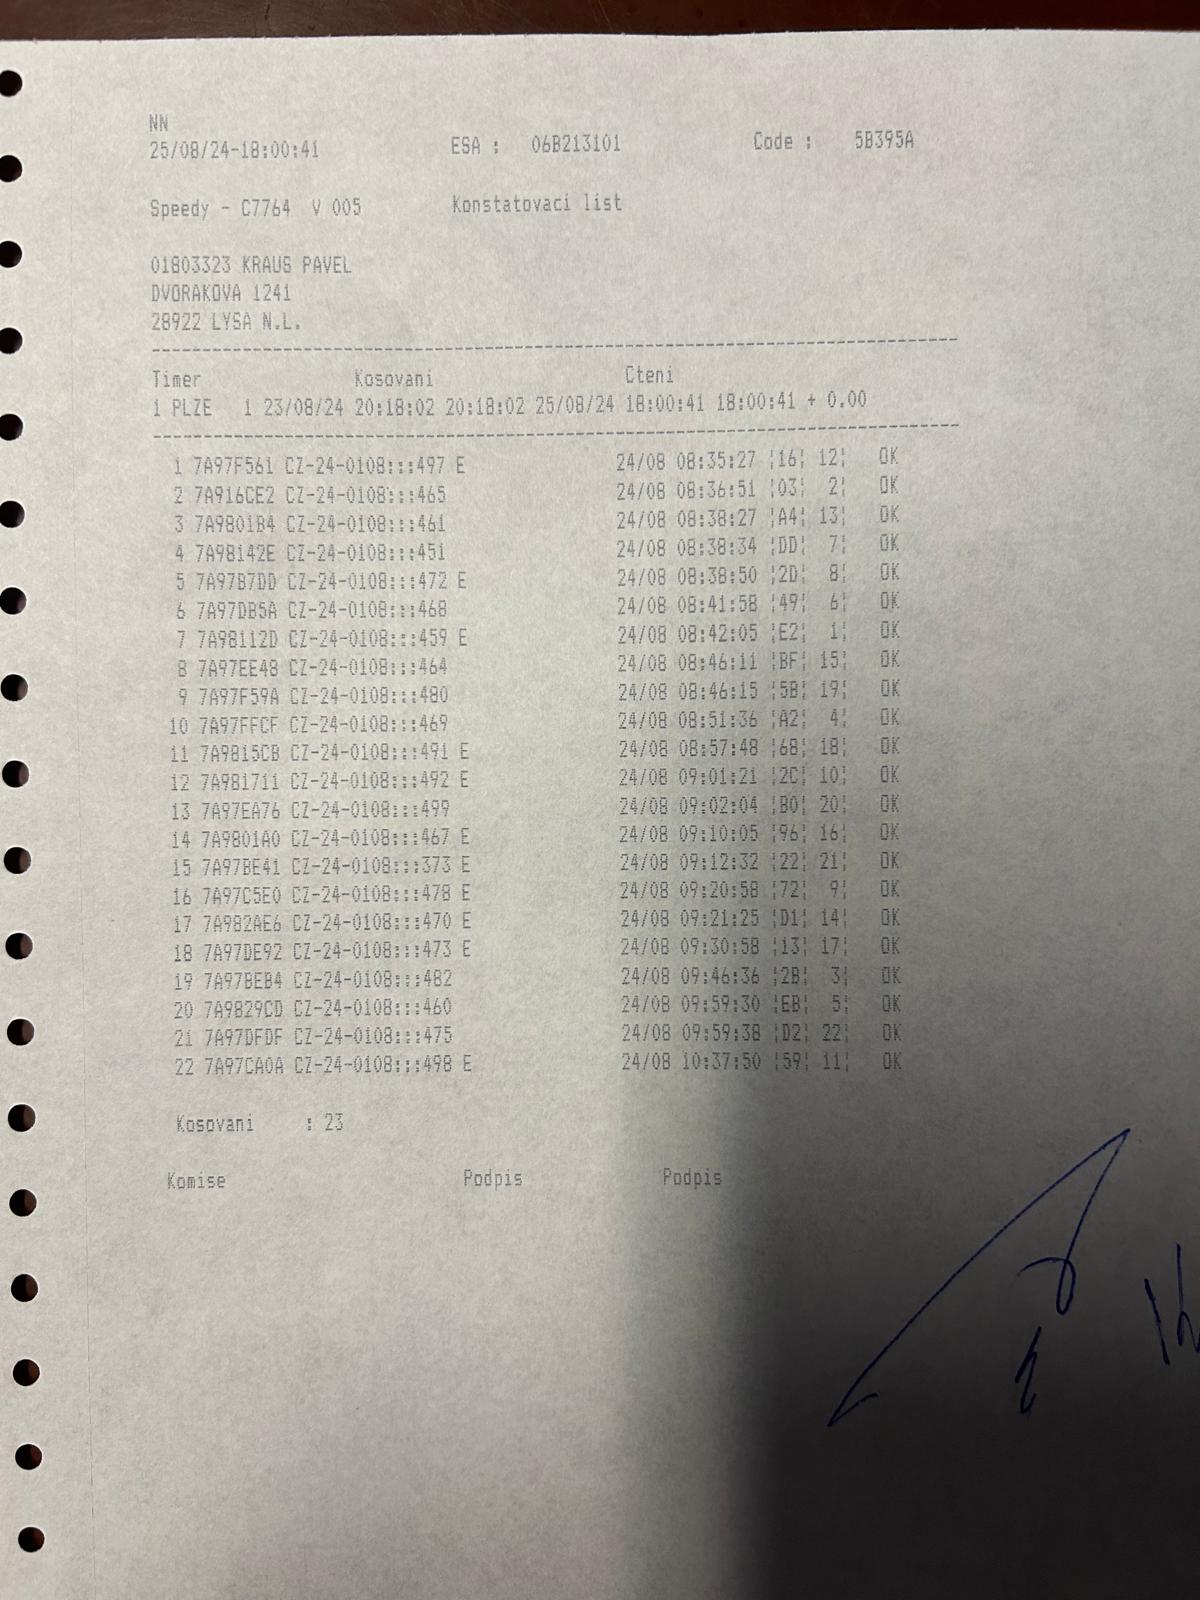 NN
25/08/24-18:00:41 ESA : 06B213101 Code : 5B395A
Speedy - C7764 V 005 Konstatovaci list
01803323 KRAUS PAVEL
DVORAKOVA 1241
28922 LYSA N.L.
Timer Kosovani Cteni
1 PLZE 1 23/08/24 20:18:02 20:18:02 25/08/24 18:00:41 18:00:41 + 0.00
1 7A97F561 CZ-24-0108:::497 E 24/08 08:35:27 ¦16¦ 12¦ OK
2 7A916CE2 CZ-24-0108:::465 24/08 08:36:51 ¦03¦ 2¦ OK
3 7A9801B4 CZ-24-0108:::461 24/08 08:38:27 ¦A4¦ 13¦ OK
4 7A98142E CZ-24-0108:::451 24/08 08:38:34 ¦DD¦ 7¦ OK
5 7A97B7DD CZ-24-0108:::472 E 24/08 08:38:50 ¦2D¦ 8¦ OK
6 7A97DB5A CZ-24-0108:::468 24/08 08:41:58 ¦49¦ 6¦ OK
7 7A98112D CZ-24-0108:::459 E 24/08 08:42:05 ¦E2¦ 1¦ OK
8 7A97EE48 CZ-24-0108:::464 24/08 08:46:11 ¦BF¦ 15¦ OK
9 7A97F59A CZ-24-0108:::480 24/08 08:46:15 ¦5B¦ 19¦ OK
10 7A97FFCF CZ-24-0108:::469 24/08 08:51:36 ¦A2¦ 4¦ OK
11 7A9815CB CZ-24-0108:::491 E 24/08 08:57:48 ¦68¦ 18¦ OK
12 7A981711 CZ-24-0108:::492 E 24/08 09:01:21 ¦2C¦ 10¦ OK
13 7A97EA76 CZ-24-0108:::499 24/08 09:02:04 ¦B0¦ 20¦ OK
14 7A9801A0 CZ-24-0108:::467 E 24/08 09:10:05 ¦96¦ 16¦ OK
15 7A97BE41 CZ-24-0108:::373 E 24/08 09:12:32 ¦22¦ 21¦ OK
16 7A97C5E0 CZ-24-0108:::478 E 24/08 09:20:58 ¦72¦ 9¦ OK
17 7A982AE6 CZ-24-0108:::470 E 24/08 09:21:25 ¦D1¦ 14¦ OK
18 7A97DE92 CZ-24-0108:::473 E 24/08 09:30:58 ¦13¦ 17¦ OK
19 7A97BEB4 CZ-24-0108:::482 24/08 09:46:36 ¦2B¦ 3¦ OK
20 7A9829CD CZ-24-0108:::460 24/08 09:59:30 ¦EB¦ 5¦ OK
21 7A97DFDF CZ-24-0108:::475 24/08 09:59:38 ¦D2¦ 22¦ OK
22 7A97CA0A CZ-24-0108:::498 E 24/08 10:37:50 ¦59¦ 11¦ OK
Kosovani : 23
Komise Podpis Podpis